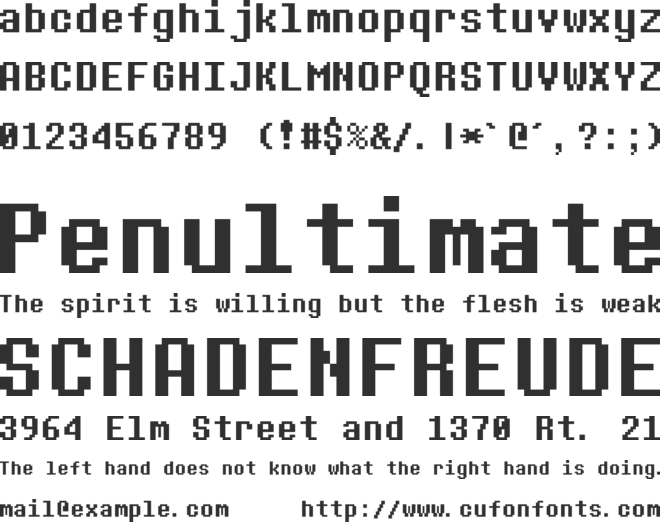 abcdefghijklmnopqrstuvwxyz
ABCDEFGHIJKLMNOPQRSTUVWXYZ
0123456789 (!#$%&/.|*`@´,?:;)
Penultimate
The spirit is willing but the flesh is weak
SCHADENFREUDE
3964 Elm Street and 1370 Rt. 21
The left hand does not know what the right hand is doing.
mail@example.com http://www.cufonfonts.com